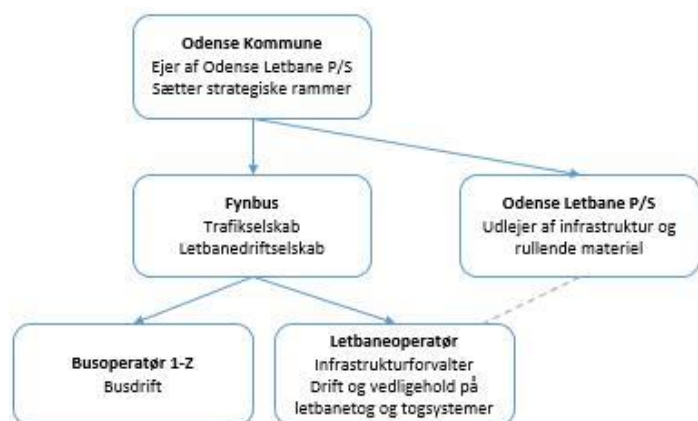 Odense Kommune
Ejer af Odense Letbane P/S
Sætter strategiske rammer
Fynbus
Trafikselskab
Letbanedriftselskab
Odense Letbane P/S
Udlejer af infrastruktur og
rullende materiel
Busoperatør 1-Z
Busdrift
Letbaneoperatør
Infrastrukturforvalter
Drift og vedligehold på
letbanetog og togsystemer